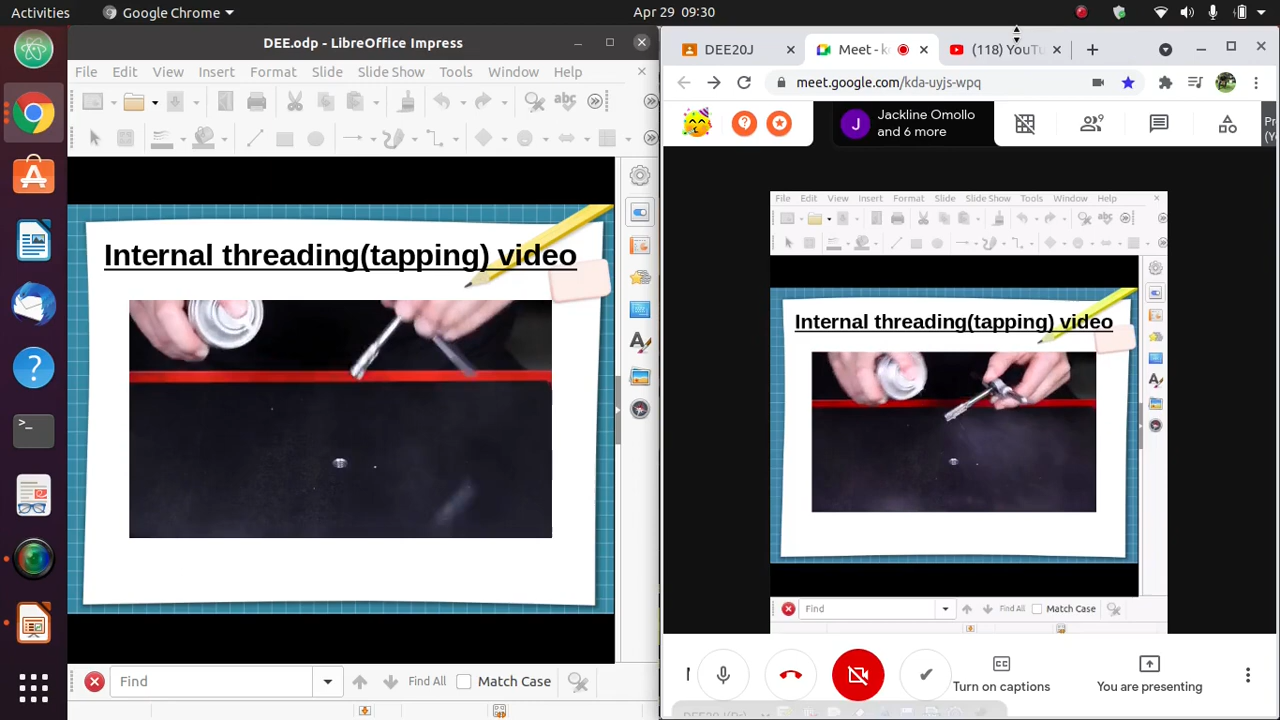 Activities Google Chrome Apr 29 09:30
DEE.odp - LibreOffice Impress
File Edit View Insert Format Slide Slide Show Tools Window Help
Internal threading(tapping) video
Find Find All Match Case
DEE20J Meet - k (118) YouTu
meet.google.com/kda-uyjs-wpq
J Jackline Omollo
and 6 more
9
File Edit View Insert Format Slide Slide Show Tools Window Help
Internal threading(tapping) video
Find Find All Match Case
Turn on captions You are presenting